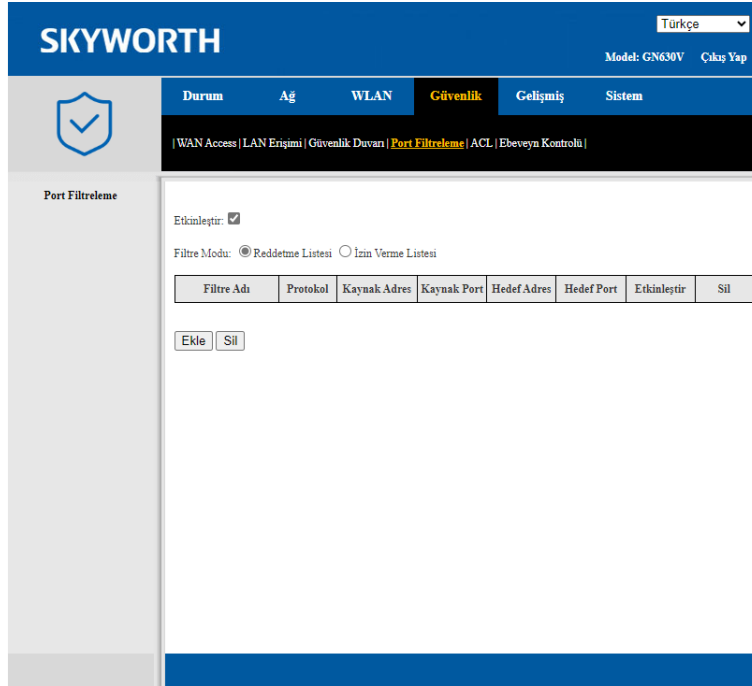 SKYWORTH
Türkçe
Model: GN630V Çıkış Yap
Durum Ağ WLAN Güvenlik Gelişmiş Sistem
|WAN Access|LAN Erişimi|Güvenlik Duvarı|Port Filtreleme|ACL|Ebeveyn Kontrolü|
Port Filtreleme
Etkinleştir:
Filtre Modu: Reddetme Listesi İzin Verme Listesi
Filtre Adı Protokol Kaynak Adres Kaynak Port Hedef Adres Hedef Port Etkinleştir Sil
Ekle Sil